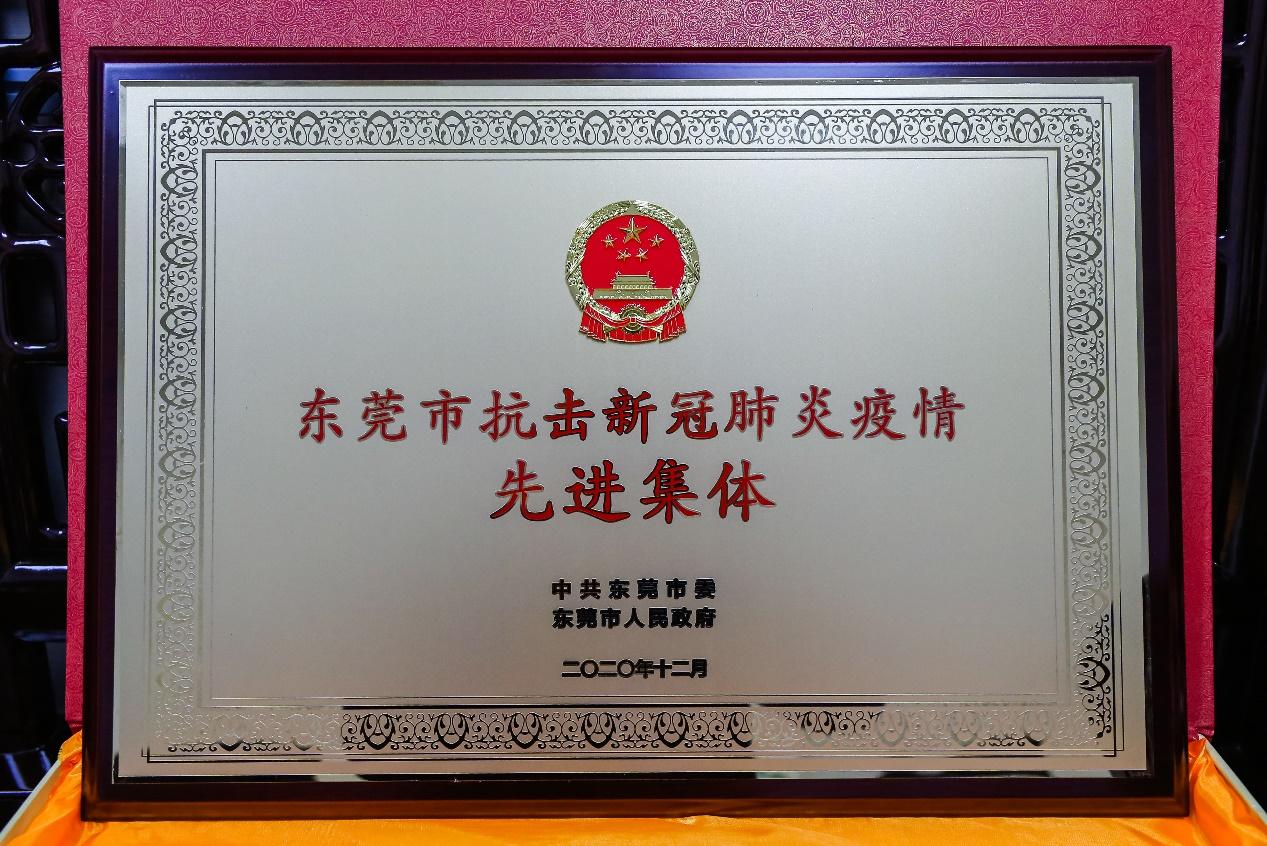 东莞市抗击新冠肺炎疫情
先进集体
中共东莞市委
东莞市人民政府
二〇二〇年十二月